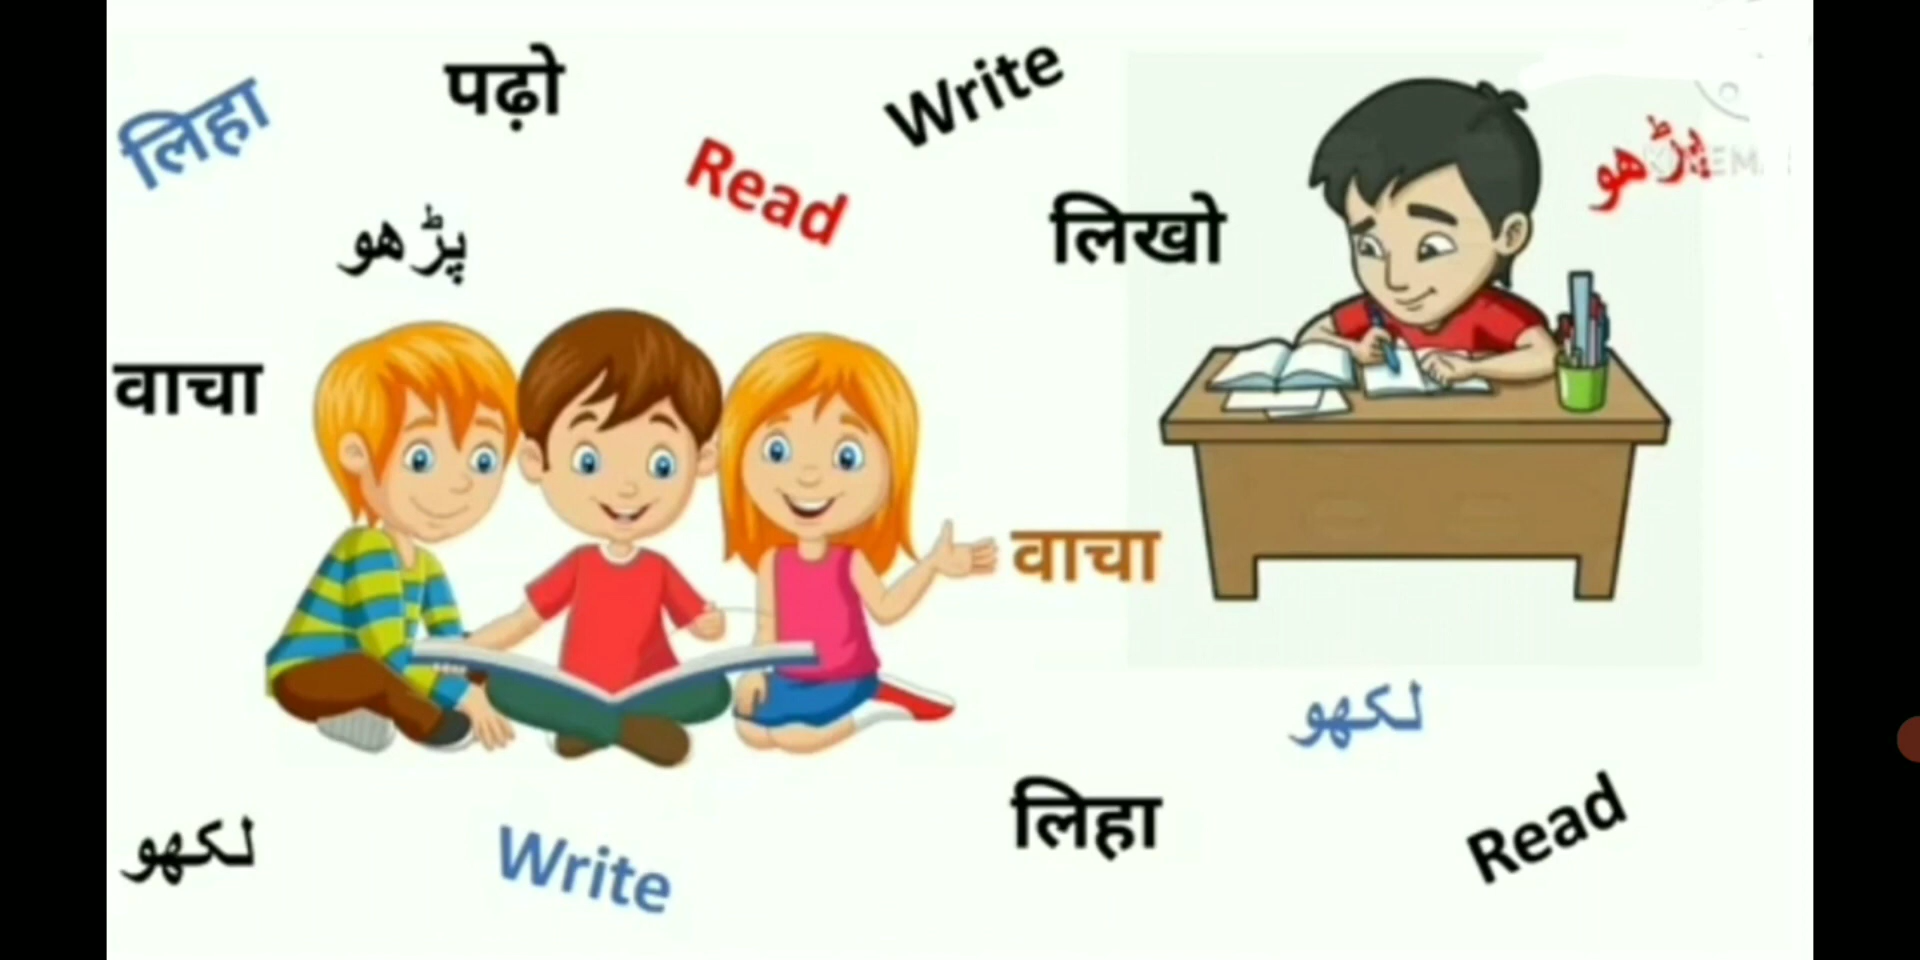 लिहा
पढ़ो
Write
Read
پڑھو
پڑھو
लिखो
वाचा
वाचा
لکھو
لکھو
Write
लिहा
Read